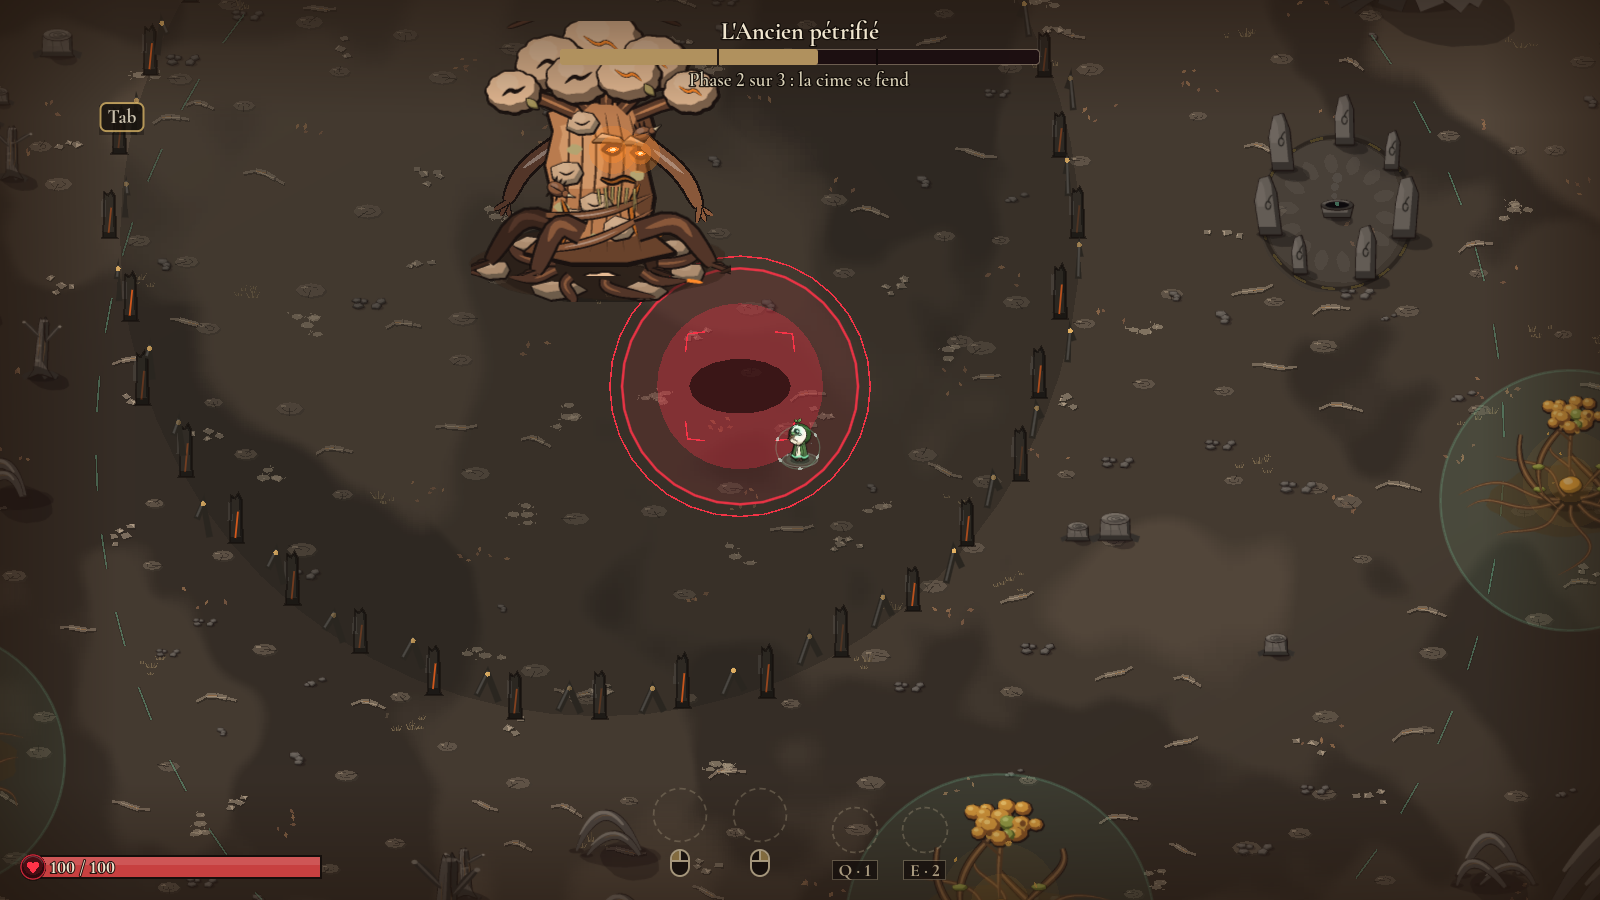 L'Ancien pétrifié
Phase 2 sur 3 : la cime se fend
Tab
100 / 100
Q · 1
E · 2